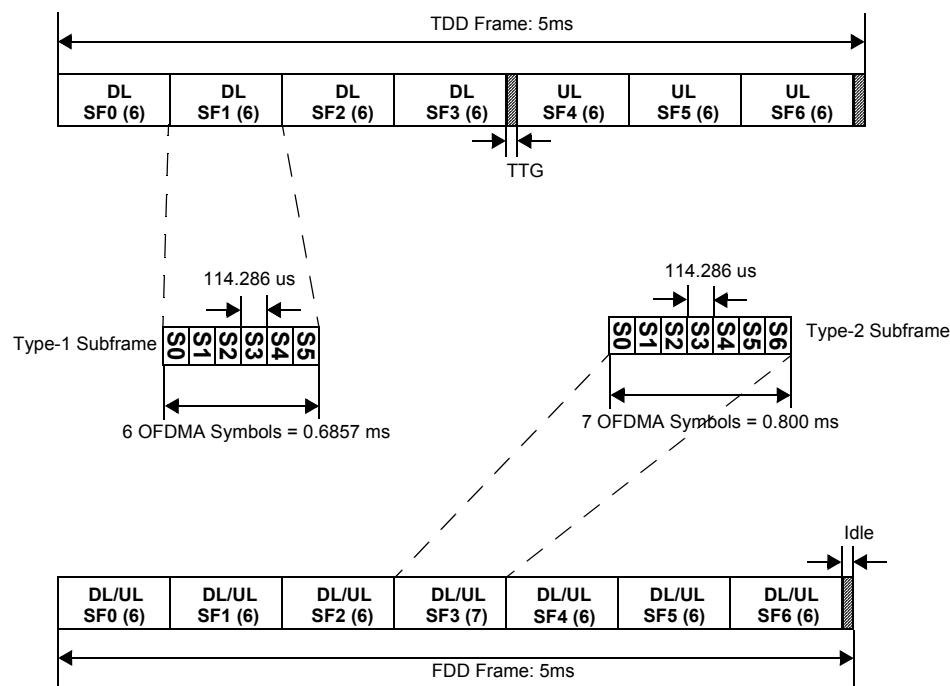 TDD Frame: 5ms
DL DL DL DL UL UL UL
SF0 (6) SF1 (6) SF2 (6) SF3 (6) SF4 (6) SF5 (6) SF6 (6)
TTG
114.286 us
114.286 us
Type-1 Subframe
S0 S1 S2 S3 S4 S5
S0 S1 S2 S3 S4 S5 S6
Type-2 Subframe
6 OFDMA Symbols = 0.6857 ms
7 OFDMA Symbols = 0.800 ms
Idle
DL/UL DL/UL DL/UL DL/UL DL/UL DL/UL DL/UL
SF0 (6) SF1 (6) SF2 (6) SF3 (7) SF4 (6) SF5 (6) SF6 (6)
FDD Frame: 5ms